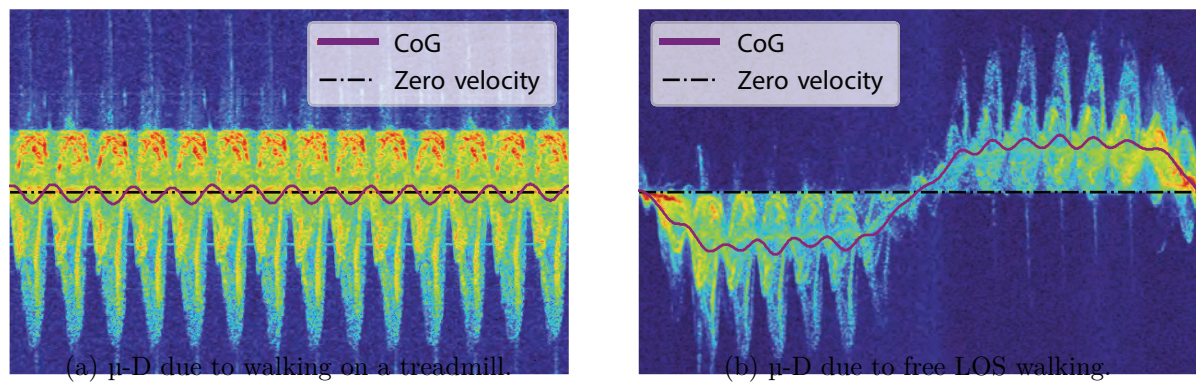 CoG
Zero velocity
CoG
Zero velocity
(a) µ-D due to walking on a treadmill.
(b) µ-D due to free LOS walking.